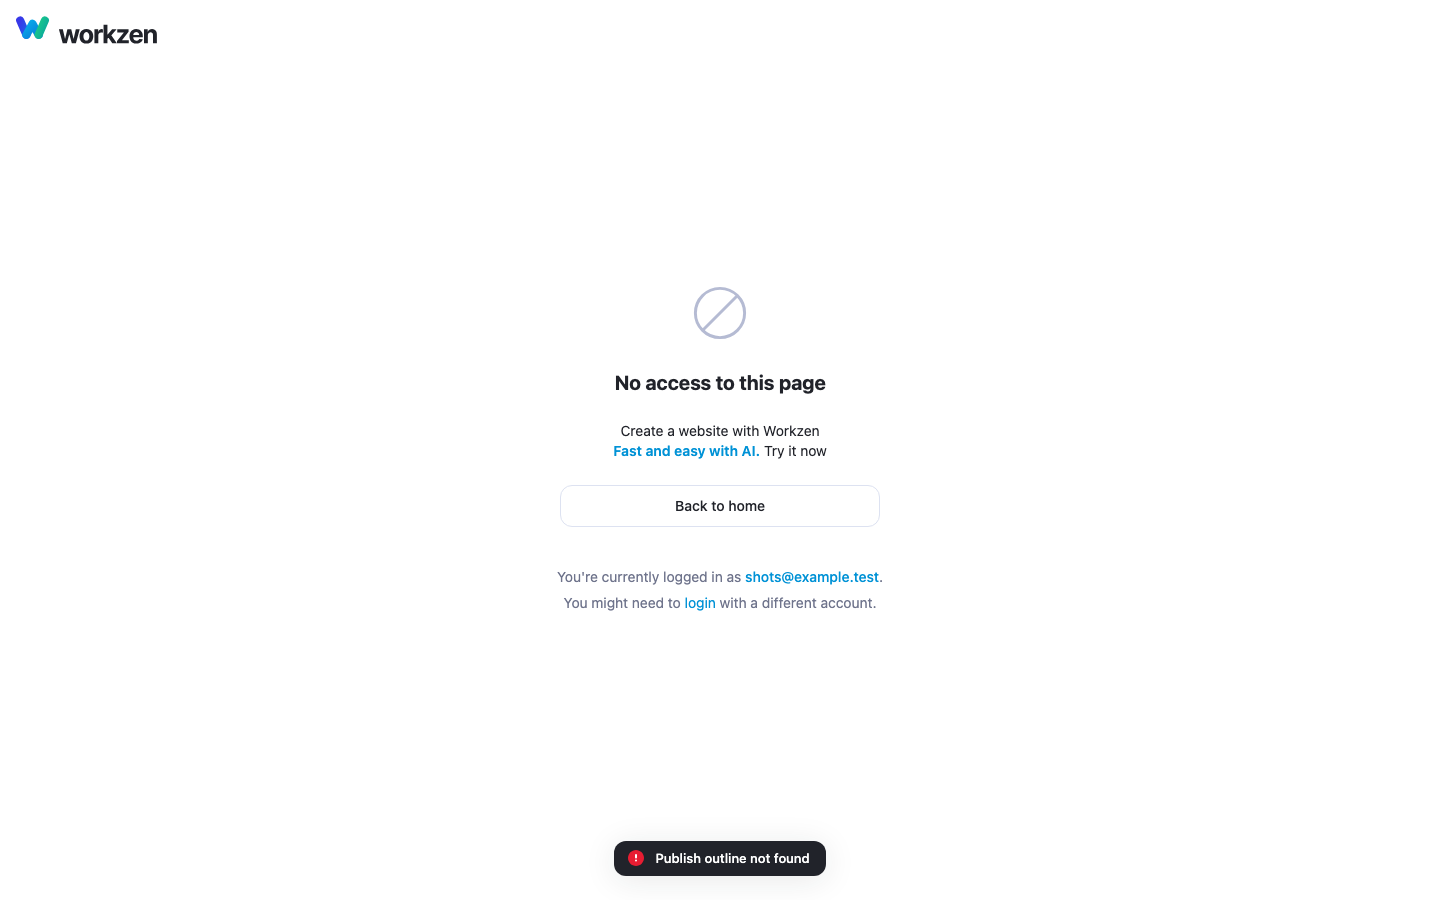 workzen
No access to this page
Create a website with Workzen
Fast and easy with AI. Try it now
Back to home
You're currently logged in as shots@example.test.
You might need to login with a different account.
Publish outline not found